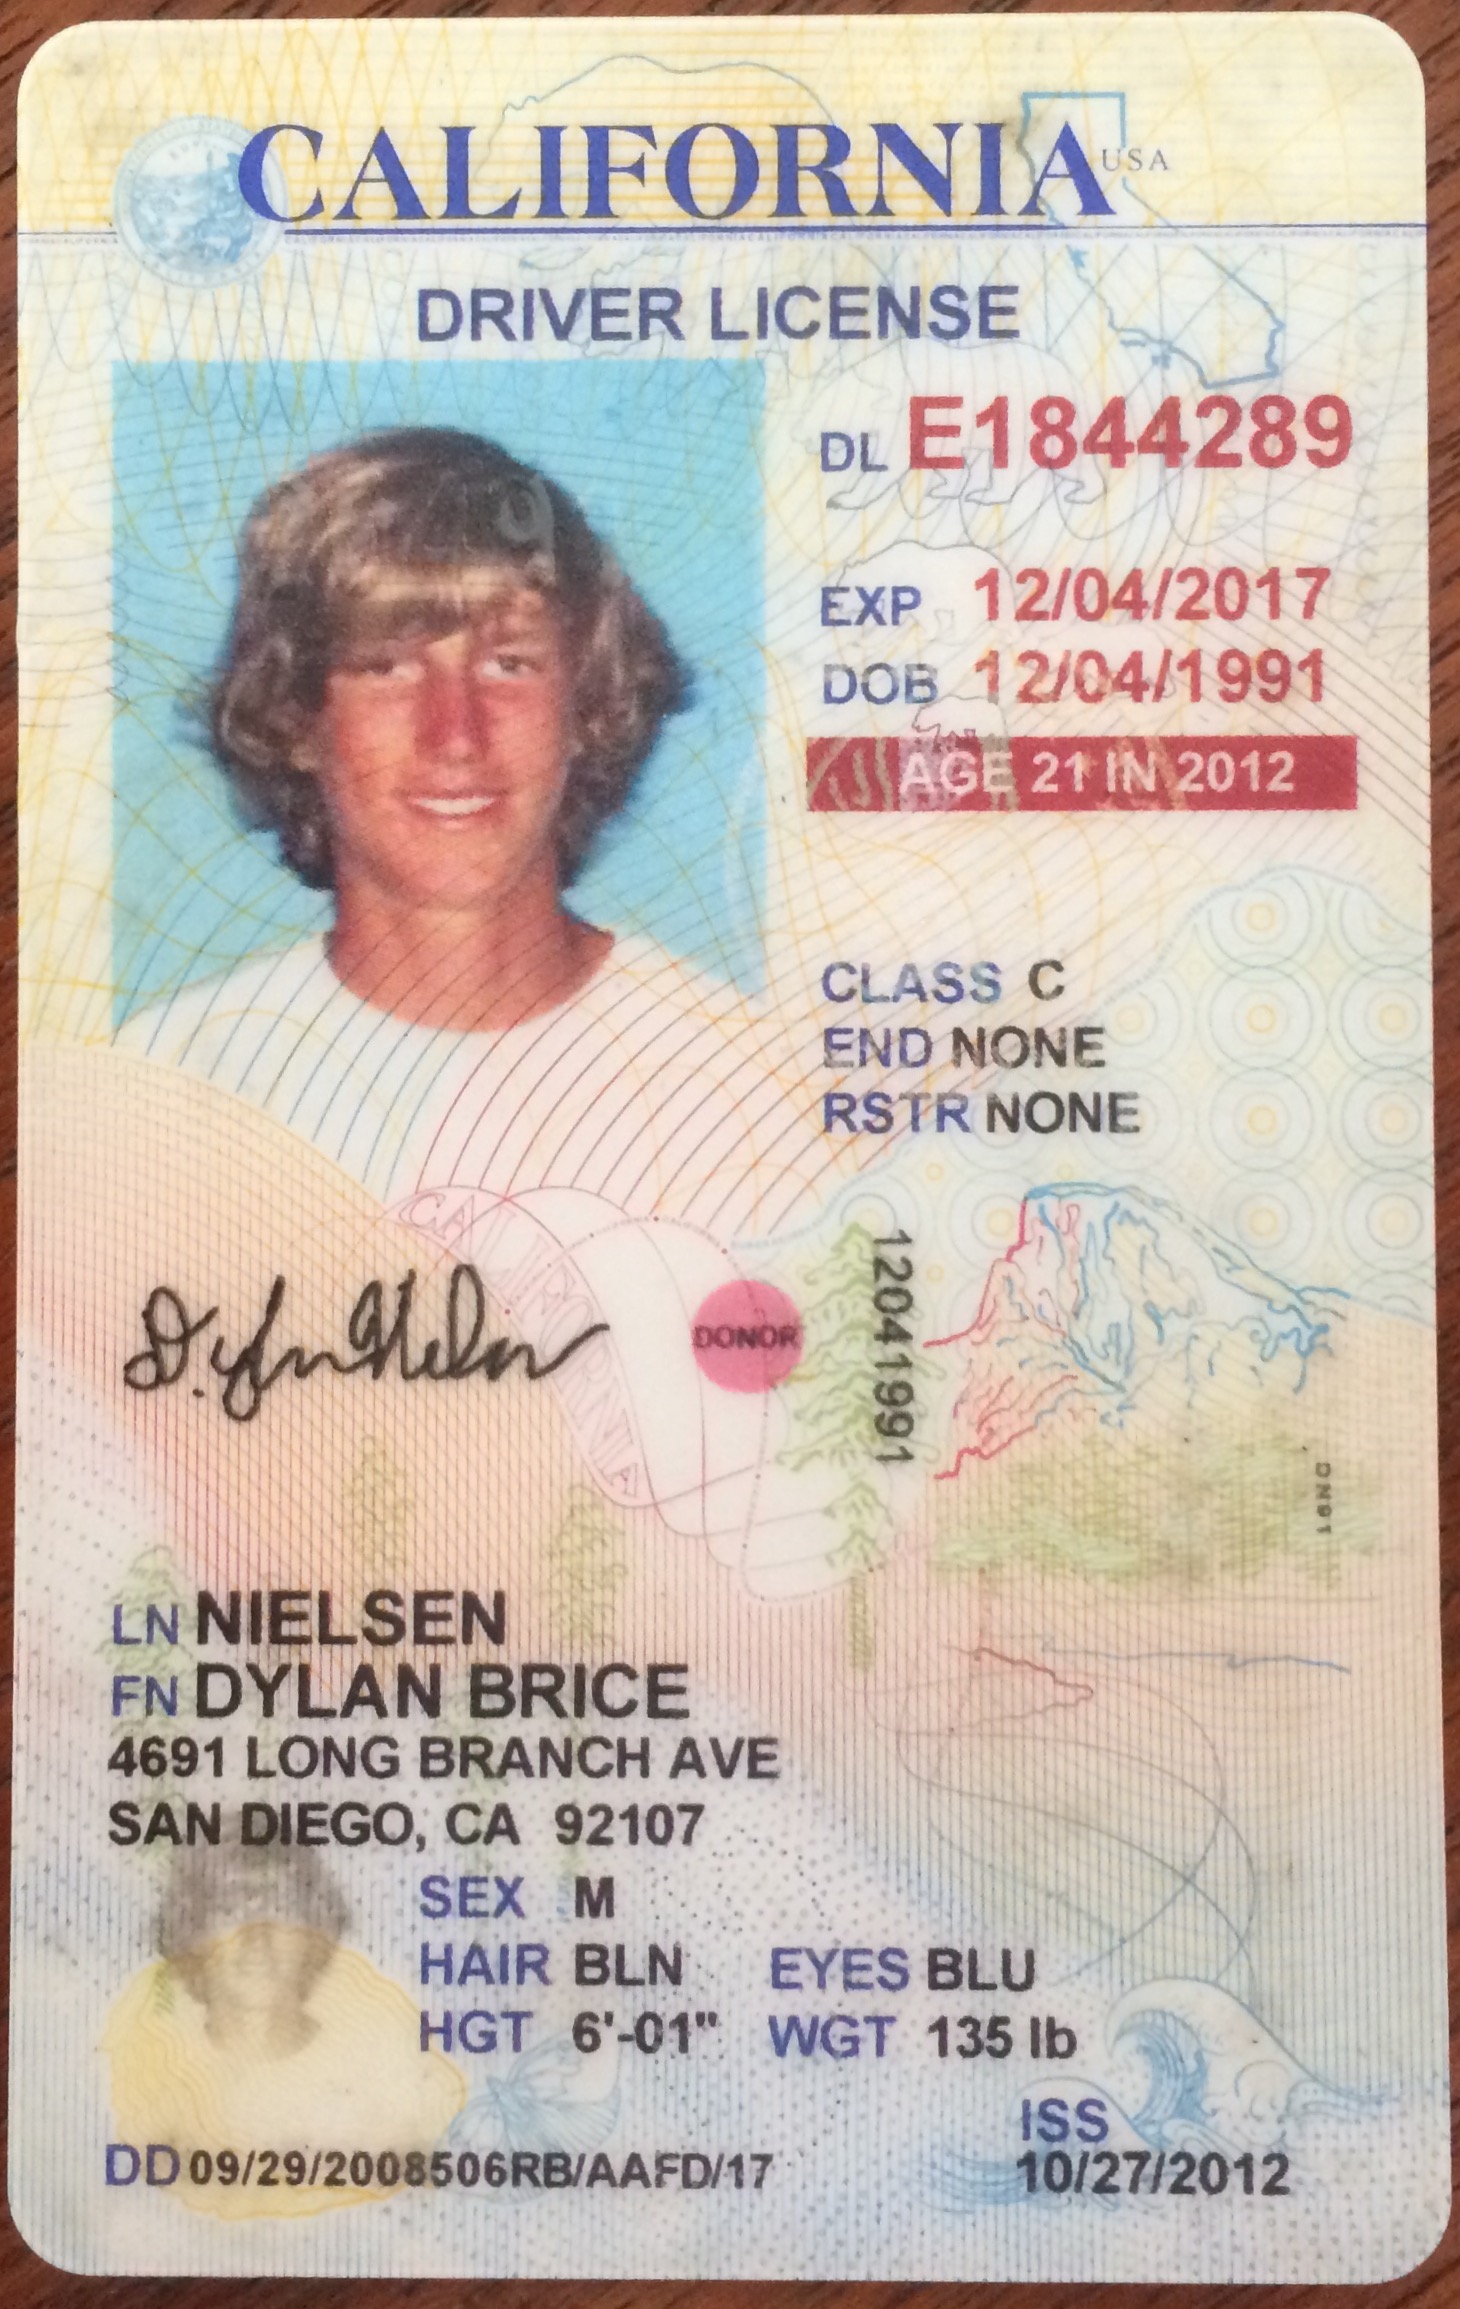 CALIFORNIA USA
DRIVER LICENSE
DL E1844289
EXP 12/04/2017
DOB 12/04/1991
AGE 21 IN 2012
CLASS C
END NONE
RSTR NONE
CALIFORNIA
D. Nielsen
DONOR
12041991
DN91
LN NIELSEN
FN DYLAN BRICE
4691 LONG BRANCH AVE
SAN DIEGO, CA 92107
SEX M
HAIR BLN EYES BLU
HGT 6'-01" WGT 135 lb
ISS
DD 09/29/2008506RB/AAFD/17 10/27/2012